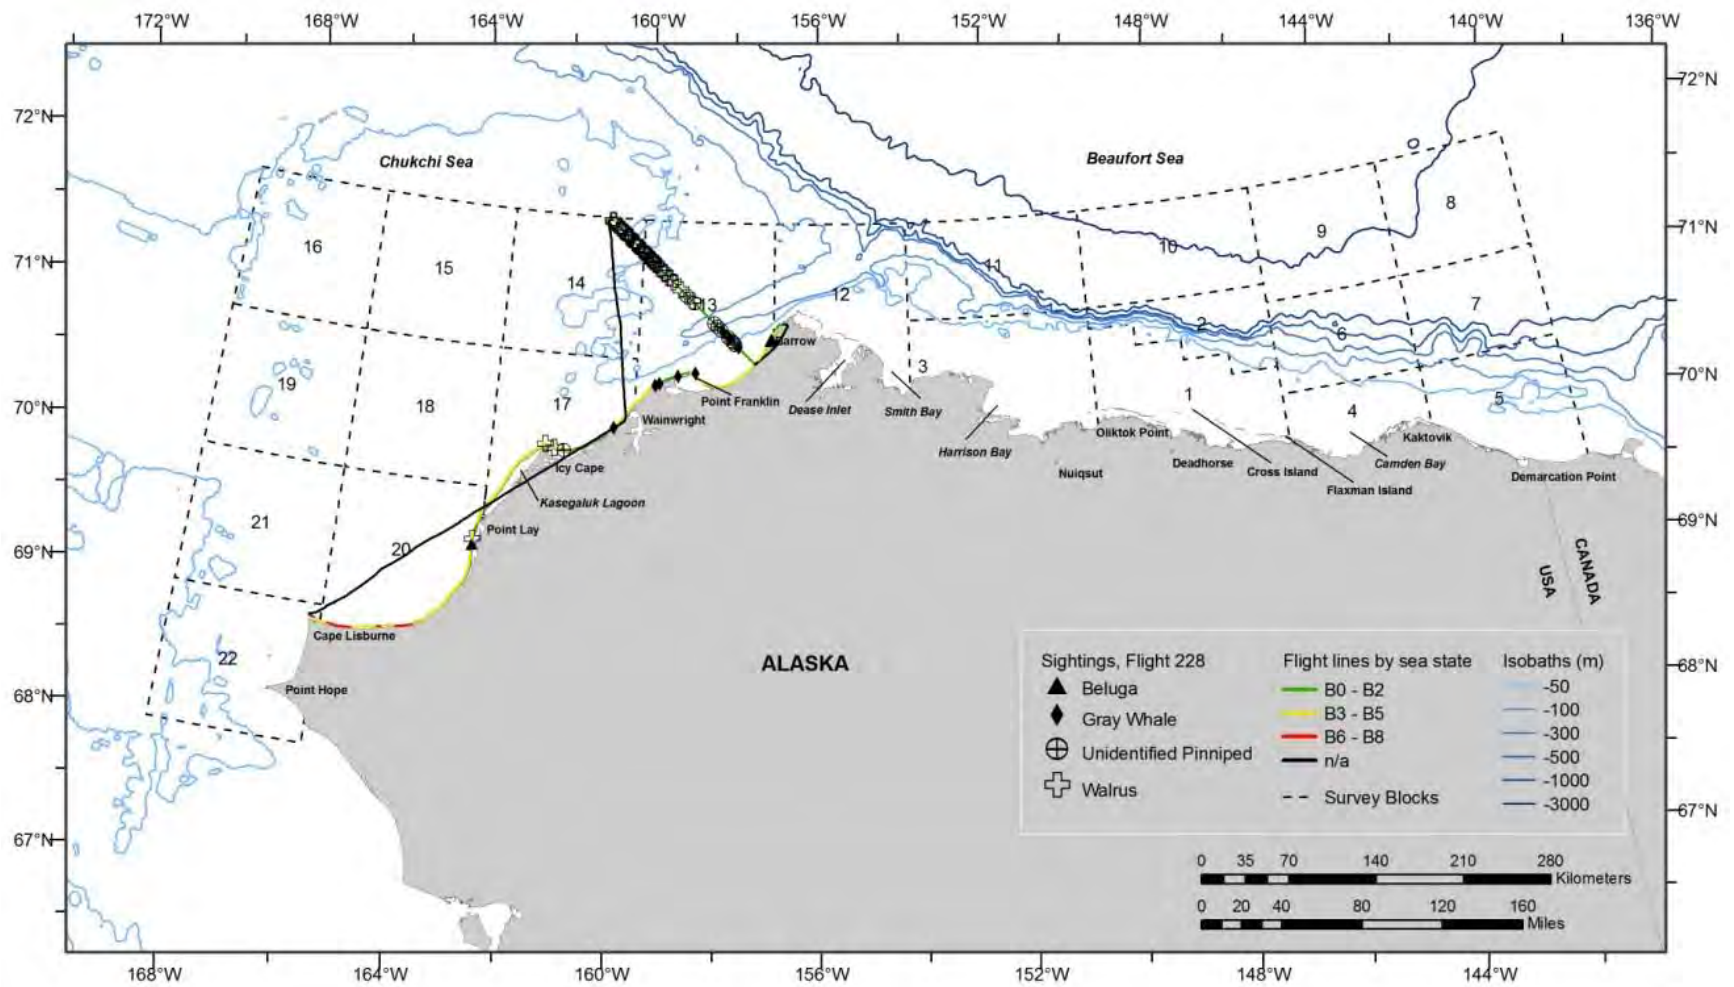 172°W 168°W 164°W 160°W 156°W 152°W 148°W 144°W 140°W 136°W
72°N 72°N
Chukchi Sea Beaufort Sea
8
9
16 10 71°N
15 11
71°N 14 12
13 7
2 6
Barrow
19 3 70°N
18 17 Point Franklin 1 5
70°N Wainwright Dease Inlet Smith Bay 4
Oliktok Point Kaktovik
Harrison Bay
Icy Cape Nuiqsut Deadhorse Cross Island Camden Bay
Flaxman Island Demarcation Point
Kasegaluk Lagoon
21 Point Lay 69°N
69°N 20
USA CANADA
Cape Lisburne
22 ALASKA 68°N
Point Hope
68°N
Sightings, Flight 228
Beluga
Gray Whale
Unidentified Pinniped
Walrus
Flight lines by sea state
B0 - B2
B3 - B5
B6 - B8
n/a
Survey Blocks
Isobaths (m)
-50
-100
-300
-500
-1000
-3000
67°N 67°N
0 35 70 140 210 280
Kilometers
0 20 40 80 120 160
Miles
168°W 164°W 160°W 156°W 152°W 148°W 144°W